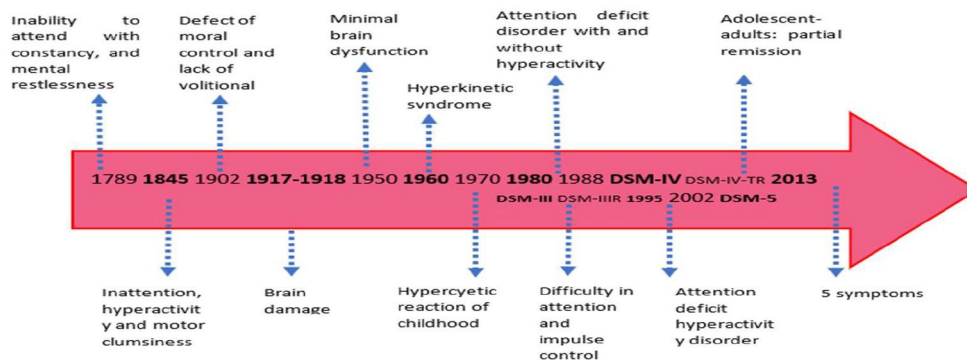 Inability to
attend with
constancy, and
mental
restlessness
Defect of
moral
control and
lack of
volitional
Minimal
brain
dysfunction
Hyperkinetic
syndrome
Attention deficit
disorder with and
without
hyperactivity
Adolescent-
adults: partial
remission
1789 1845 1902 1917-1918 1950 1960 1970 1980 1988 DSM-IV DSM-IV-TR 2013
DSM-III DSM-IIIR 1995 2002 DSM-5
Inattention,
hyperactivit
y and motor
clumsiness
Brain
damage
Hypercyetic
reaction of
childhood
Difficulty in
attention
and
impulse
control
Attention
deficit
hyperactivit
y disorder
5 symptoms